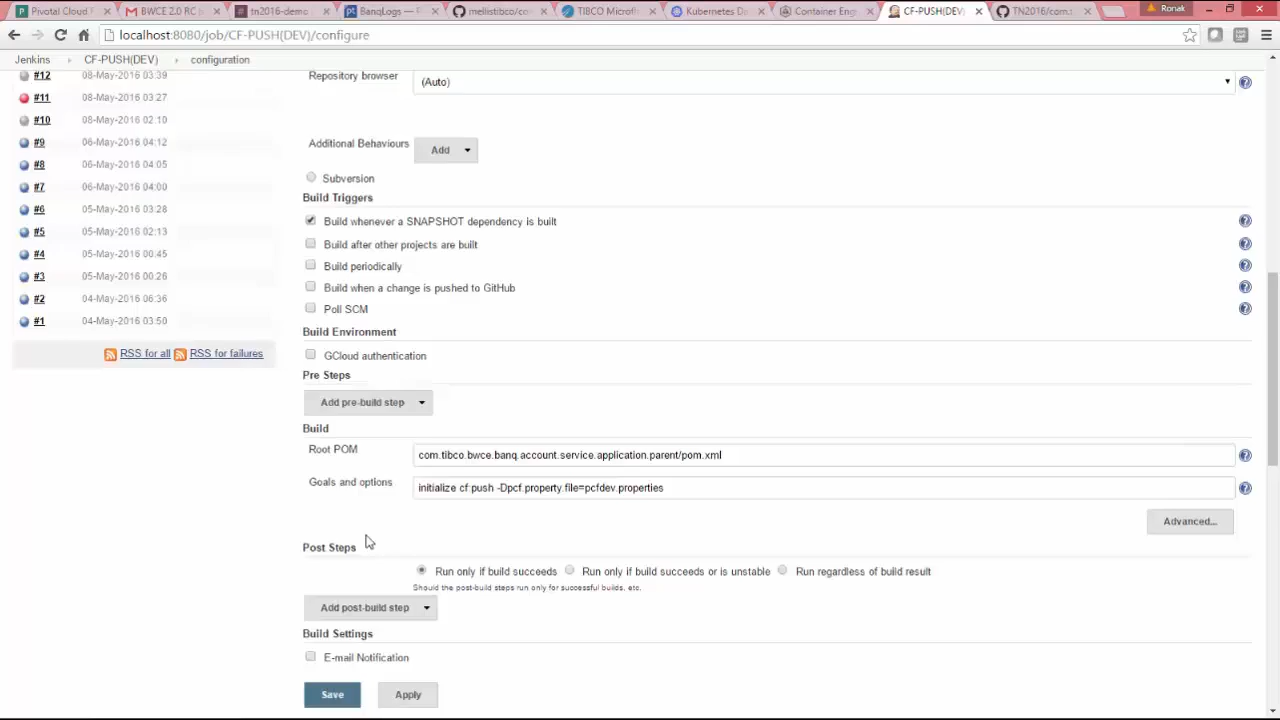 Pivotal Cloud F
BWCE 2.0 RC is
tn2016-demo
BanqLogs — P
mellistibco/co
TIBCO Microfl
Kubernetes Da
Container Eng
CF-PUSH(DEV)
TN2016/com.t
Ronak
localhost:8080/job/CF-PUSH(DEV)/configure
Jenkins CF-PUSH(DEV) configuration
#12 08-May-2016 03:39
#11 08-May-2016 03:27
#10 08-May-2016 02:10
#9 06-May-2016 04:12
#8 06-May-2016 04:05
#7 06-May-2016 04:00
#6 05-May-2016 03:28
#5 05-May-2016 02:13
#4 05-May-2016 00:45
#3 05-May-2016 00:26
#2 04-May-2016 06:36
#1 04-May-2016 03:50
RSS for all RSS for failures
Repository browser (Auto)
Additional Behaviours Add
Subversion
Build Triggers
Build whenever a SNAPSHOT dependency is built
Build after other projects are built
Build periodically
Build when a change is pushed to GitHub
Poll SCM
Build Environment
GCloud authentication
Pre Steps
Add pre-build step
Build
Root POM com.tibco.bwce.banq.account.service.application.parent/pom.xml
Goals and options initialize cf:push -Dpcf.property.file=pcfdev.properties
Advanced...
Post Steps
Run only if build succeeds Run only if build succeeds or is unstable Run regardless of build result
Should the post-build steps run only for successful builds, etc.
Add post-build step
Build Settings
E-mail Notification
Save Apply